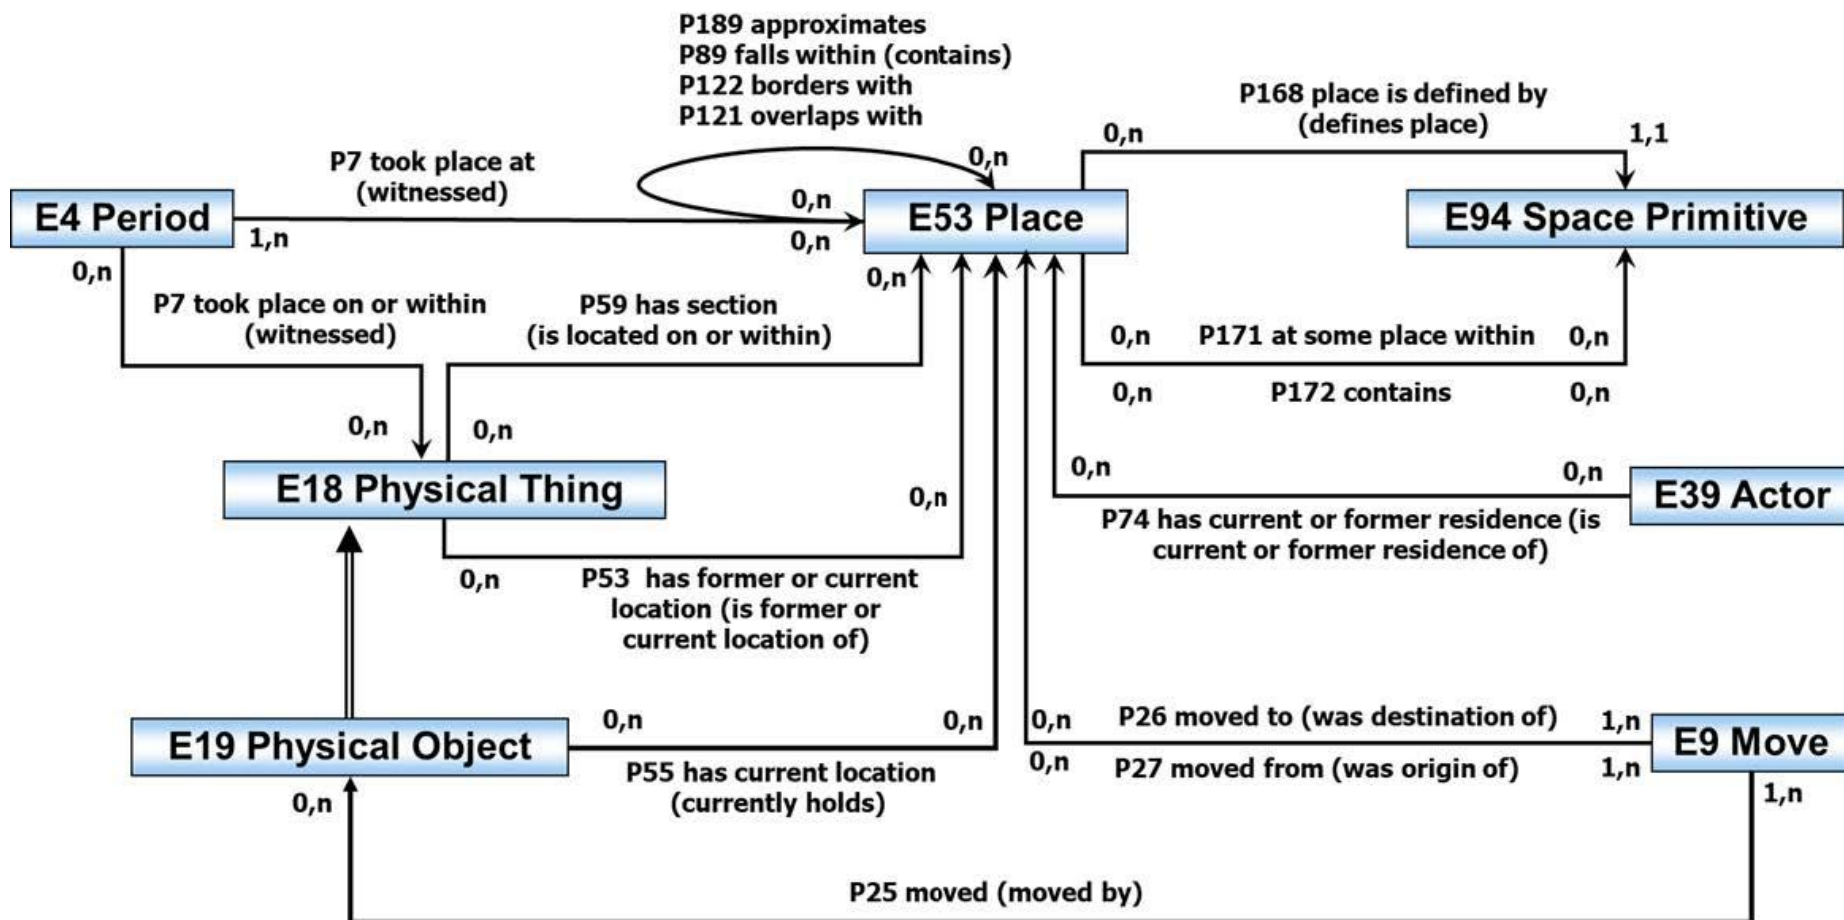 P189 approximates
P89 falls within (contains)
P122 borders with
P121 overlaps with
P168 place is defined by
(defines place)
0,n
1,1
P7 took place at
(witnessed)
0,n
0,n
E4 Period
E53 Place
E94 Space Primitive
1,n
0,n
0,n
0,n
P7 took place on or within
(witnessed)
P59 has section
(is located on or within)
0,n
P171 at some place within
0,n
0,n
P172 contains
0,n
0,n
0,n
E18 Physical Thing
0,n
0,n
0,n
E39 Actor
P74 has current or former residence (is
current or former residence of)
0,n
P53 has former or current
location (is former or
current location of)
E19 Physical Object
0,n
0,n
P55 has current location
(currently holds)
0,n
P26 moved to (was destination of)
1,n
0,n
P27 moved from (was origin of)
1,n
E9 Move
0,n
1,n
P25 moved (moved by)